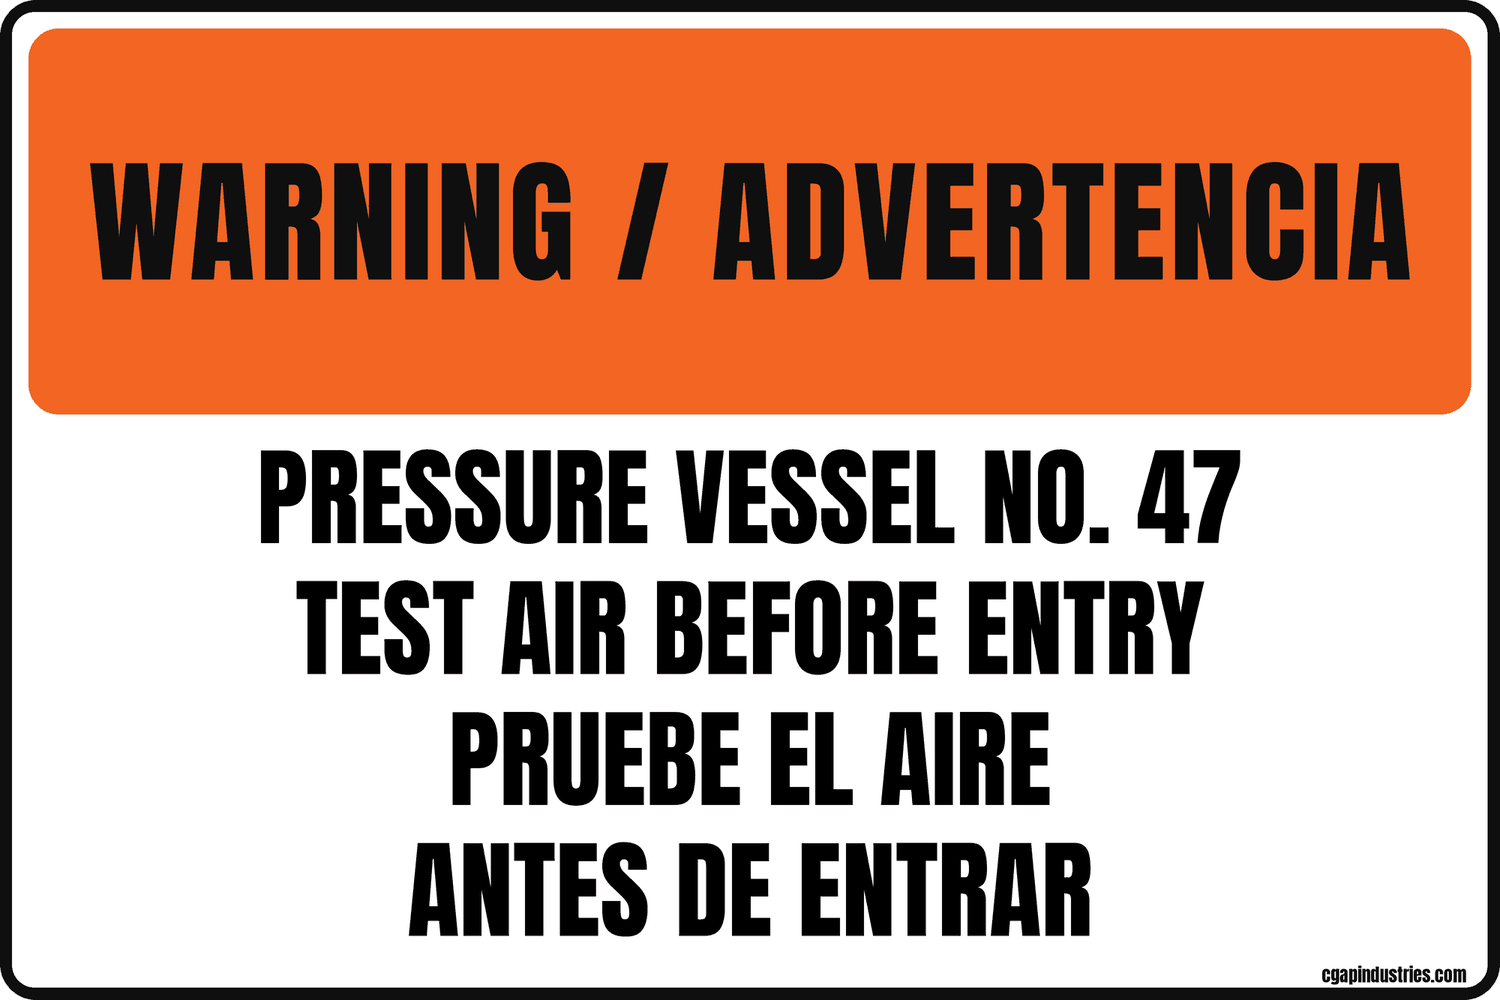 WARNING / ADVERTENCIA
PRESSURE VESSEL NO. 47
TEST AIR BEFORE ENTRY
PRUEBE EL AIRE
ANTES DE ENTRAR
cgapindustries.com